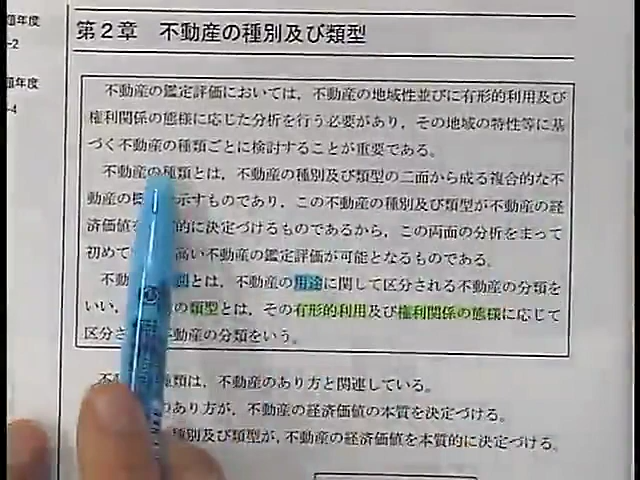 題年度
-2
題年度
-4
第2章 不動産の種別及び類型
不動産の鑑定評価においては，不動産の地域性並びに有形的利用及び
権利関係の態様に応じた分析を行う必要があり，その地域の特性等に基
づく不動産の種類ごとに検討することが重要である。
不動産の種類とは，不動産の種別及び類型の二面から成る複合的な不
動産の 示すものであり，この不動産の種別及び類型が不動産の経
済価値を 的に決定づけるものであるから，この両面の分析をまって
初めて 高い不動産の鑑定評価が可能となるものである。
不動 別とは，不動産の用途に関して区分される不動産の分類を
いい， の類型とは，その有形的利用及び権利関係の態様に応じて
区分さ 不動産の分類をいう。
不 種類は，不動産のあり方と関連している。
のあり方が，不動産の経済価値の本質を決定づける。
種別及び類型が，不動産の経済価値を本質的に決定づける。